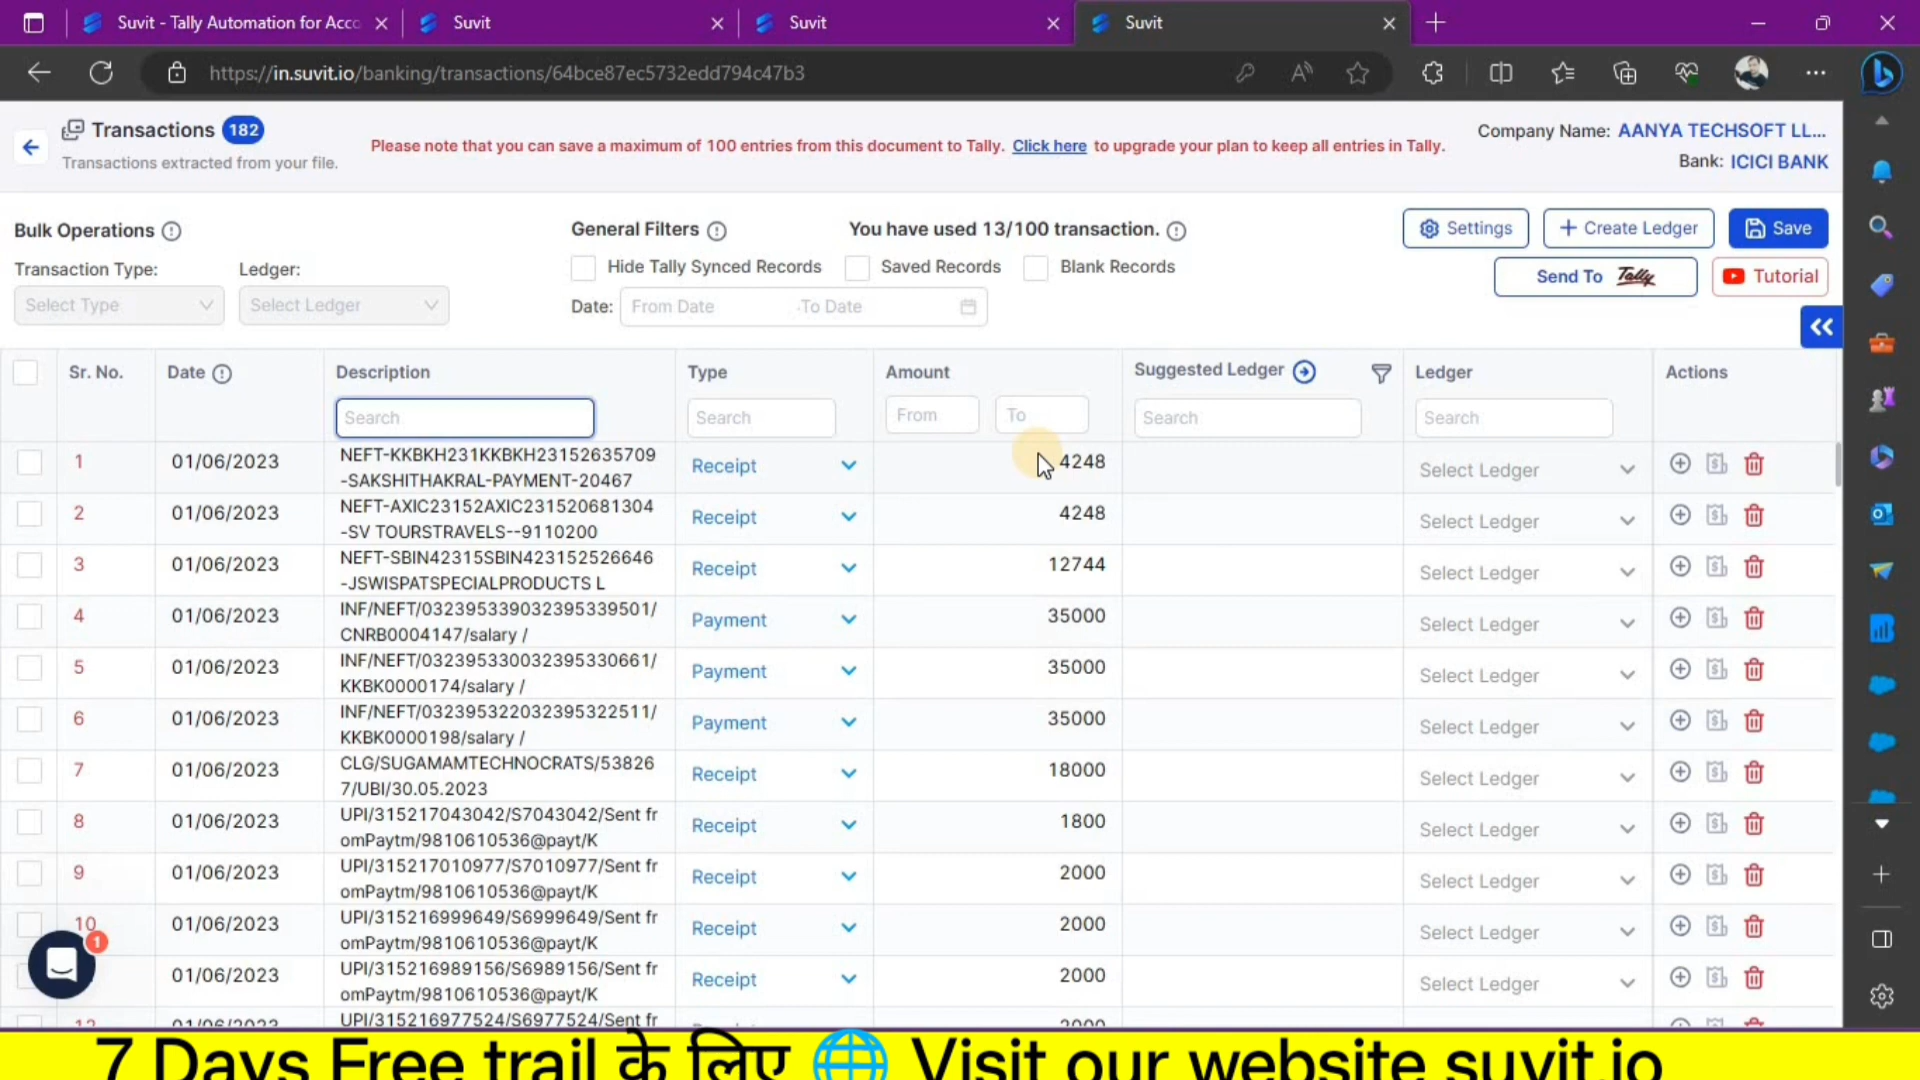 Suvit - Tally Automation for Acco
Suvit
Suvit
Suvit
https://in.suvit.io/banking/transactions/64bce87ec5732edd794c47b3
Transactions 182
Transactions extracted from your file.
Please note that you can save a maximum of 100 entries from this document to Tally. Click here to upgrade your plan to keep all entries in Tally.
Company Name: AANYA TECHSOFT LL...
Bank: ICICI BANK
Bulk Operations
General Filters
You have used 13/100 transaction.
Settings
Create Ledger
Save
Transaction Type:
Ledger:
Hide Tally Synced Records
Saved Records
Blank Records
Send To Tally
Tutorial
Select Type
Select Ledger
Date: From Date To Date
Sr. No. Date Description Type Amount Suggested Ledger Ledger Actions
Search Search From To Search Search
1 01/06/2023 NEFT-KKBKH231KKBKH23152635709 Receipt 4248 Select Ledger
-SAKSHITHAKRAL-PAYMENT-20467
2 01/06/2023 NEFT-AXIC23152AXIC231520681304 Receipt 4248 Select Ledger
-SV TOURSTRAVELS--9110200
3 01/06/2023 NEFT-SBIN42315SBIN423152526646 Receipt 12744 Select Ledger
-JSWISPATSPECIALPRODUCTS L
4 01/06/2023 INF/NEFT/032395339032395339501/ Payment 35000 Select Ledger
CNRB0004147/salary /
5 01/06/2023 INF/NEFT/032395330032395330661/ Payment 35000 Select Ledger
KKBK0000174/salary /
6 01/06/2023 INF/NEFT/032395322032395322511/ Payment 35000 Select Ledger
KKBK0000198/salary /
7 01/06/2023 CLG/SUGAMAMTECHNOCRATS/53826 Receipt 18000 Select Ledger
7/UBI/30.05.2023
8 01/06/2023 UPI/315217043042/S7043042/Sent fr Receipt 1800 Select Ledger
omPaytm/9810610536@payt/K
9 01/06/2023 UPI/315217010977/S7010977/Sent fr Receipt 2000 Select Ledger
omPaytm/9810610536@payt/K
10 01/06/2023 UPI/315216999649/S6999649/Sent fr Receipt 2000 Select Ledger
omPaytm/9810610536@payt/K
01/06/2023 UPI/315216989156/S6989156/Sent fr Receipt 2000 Select Ledger
omPaytm/9810610536@payt/K
12 01/06/2023 UPI/315216977524/S6977524/Sent fr 2000
1
7 Days Free trail के लिए Visit our website suvit.io